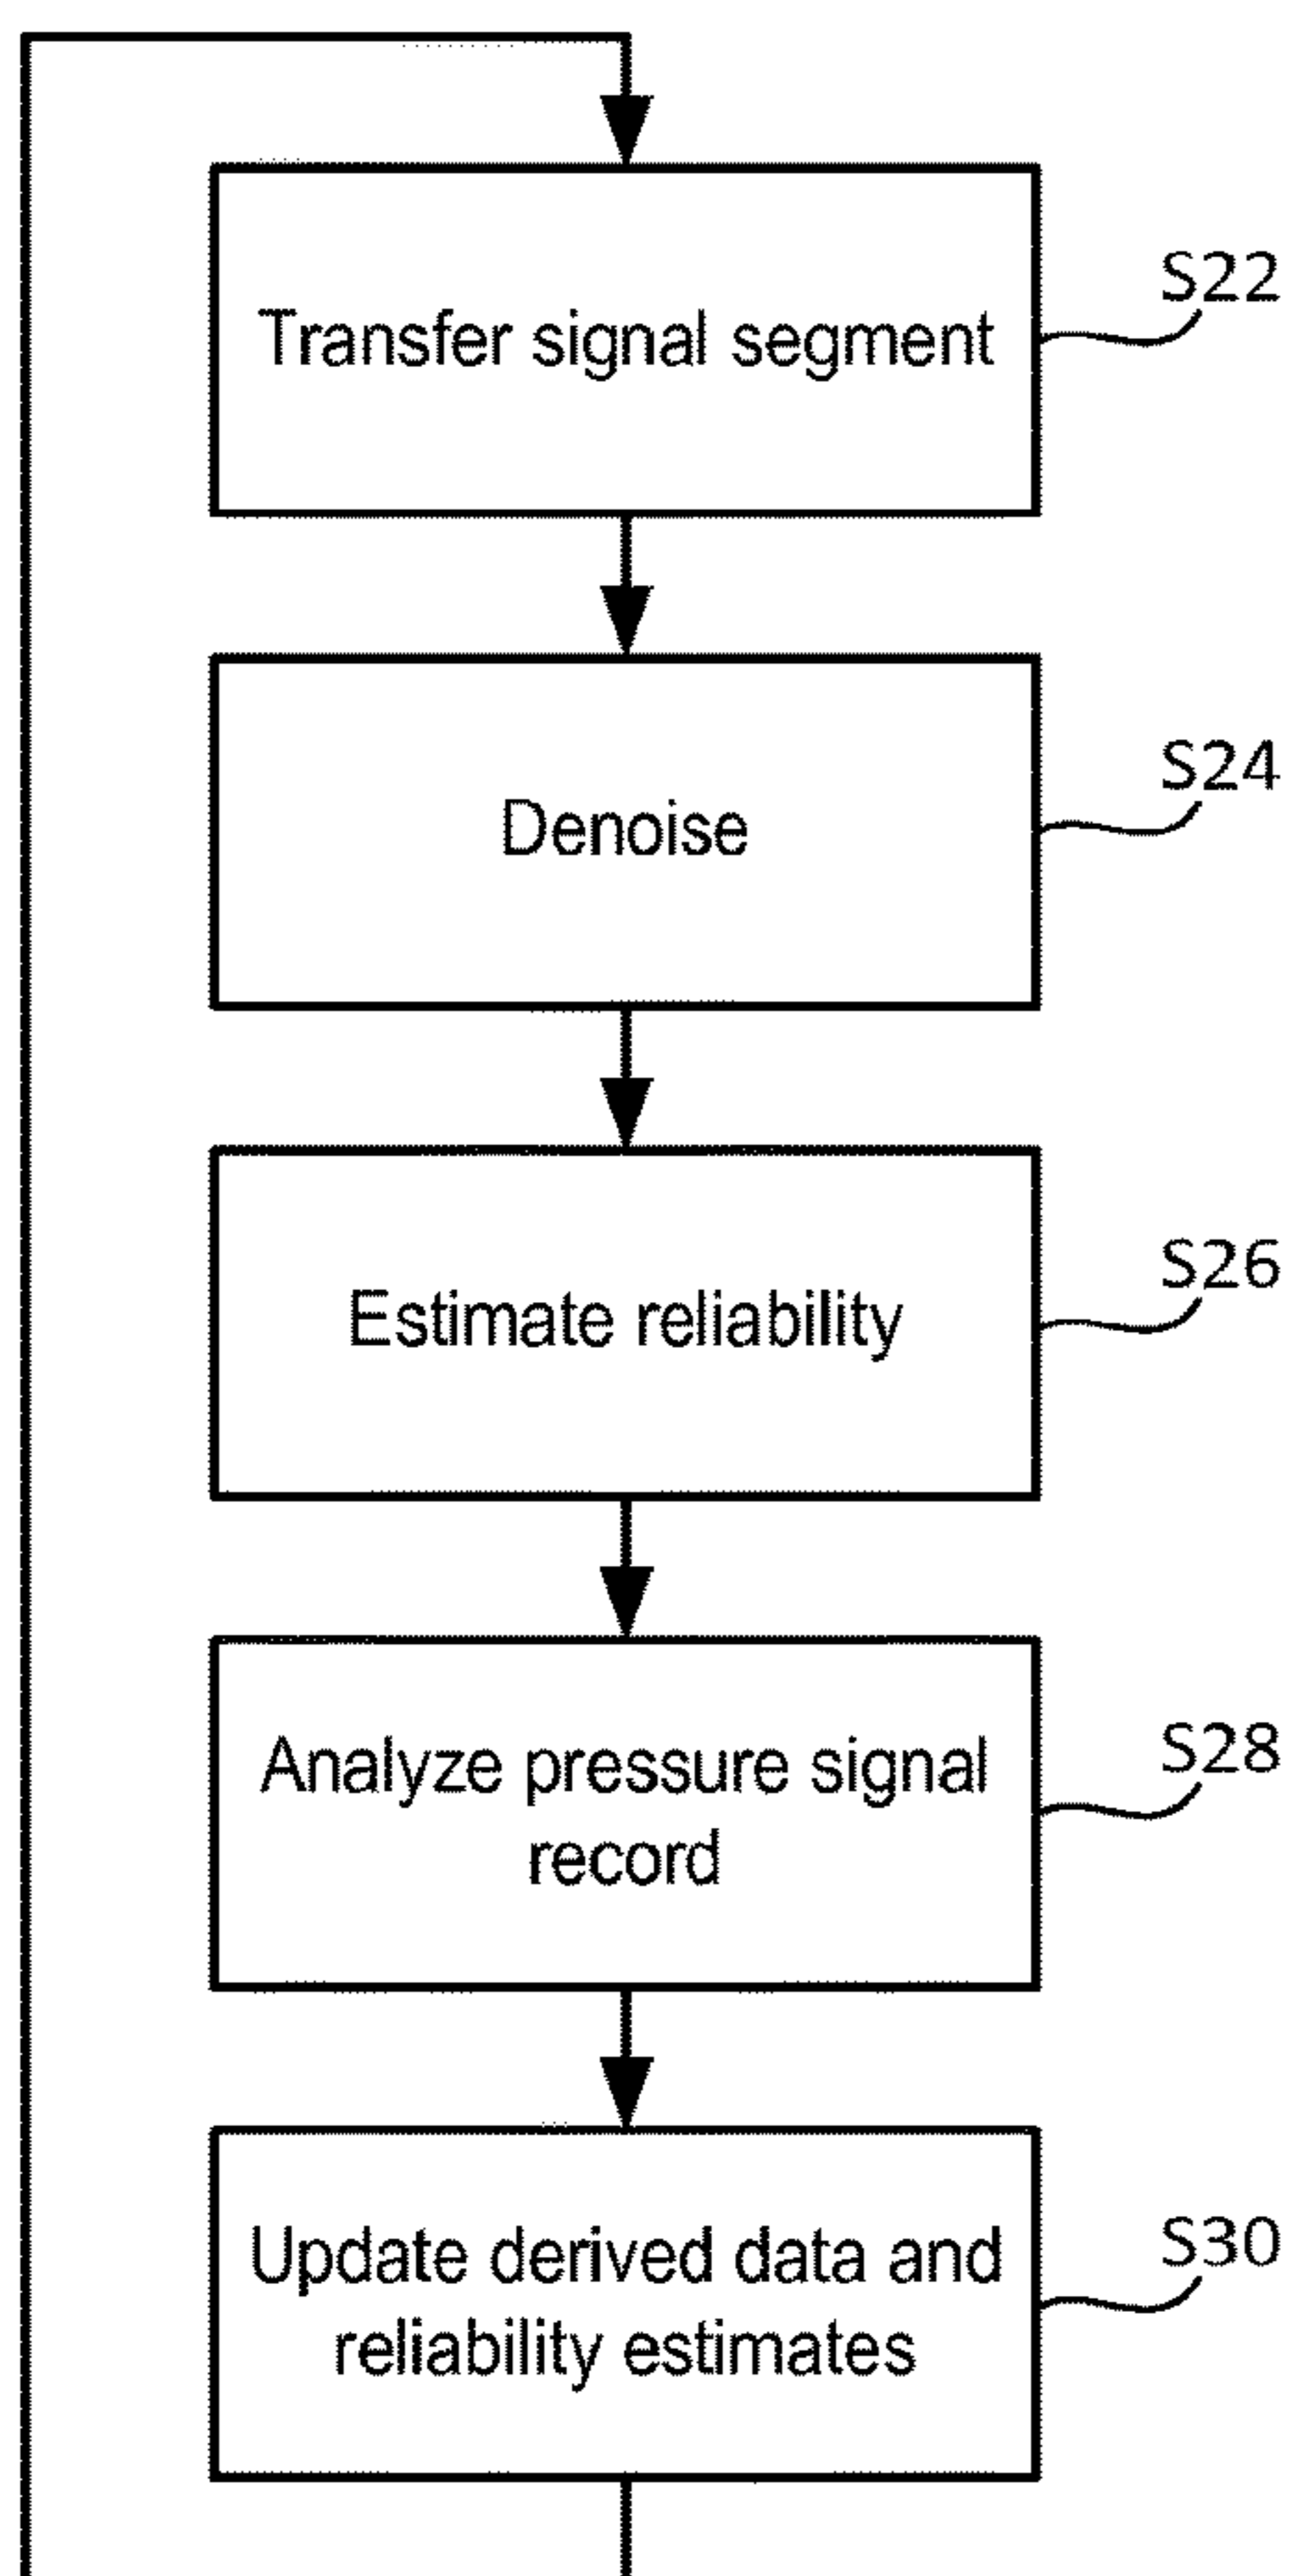 Transfer signal segment
S22
Denoise
S24
Estimate reliability
S26
Analyze pressure signal
record
S28
Update derived data and
reliability estimates
S30